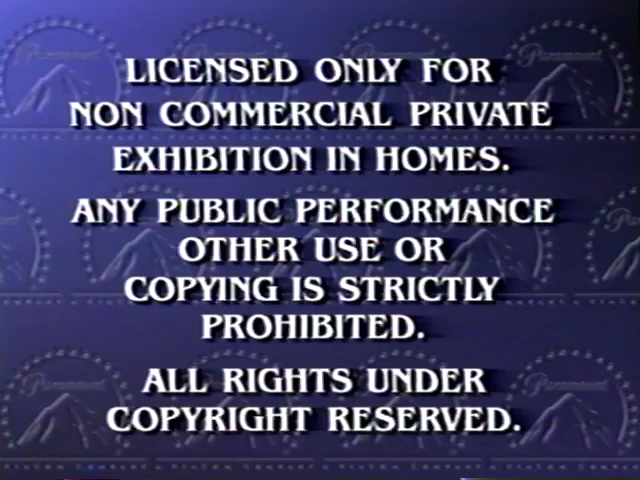 LICENSED ONLY FOR
NON COMMERCIAL PRIVATE
EXHIBITION IN HOMES.
ANY PUBLIC PERFORMANCE
OTHER USE OR
COPYING IS STRICTLY
PROHIBITED.
ALL RIGHTS UNDER
COPYRIGHT RESERVED.